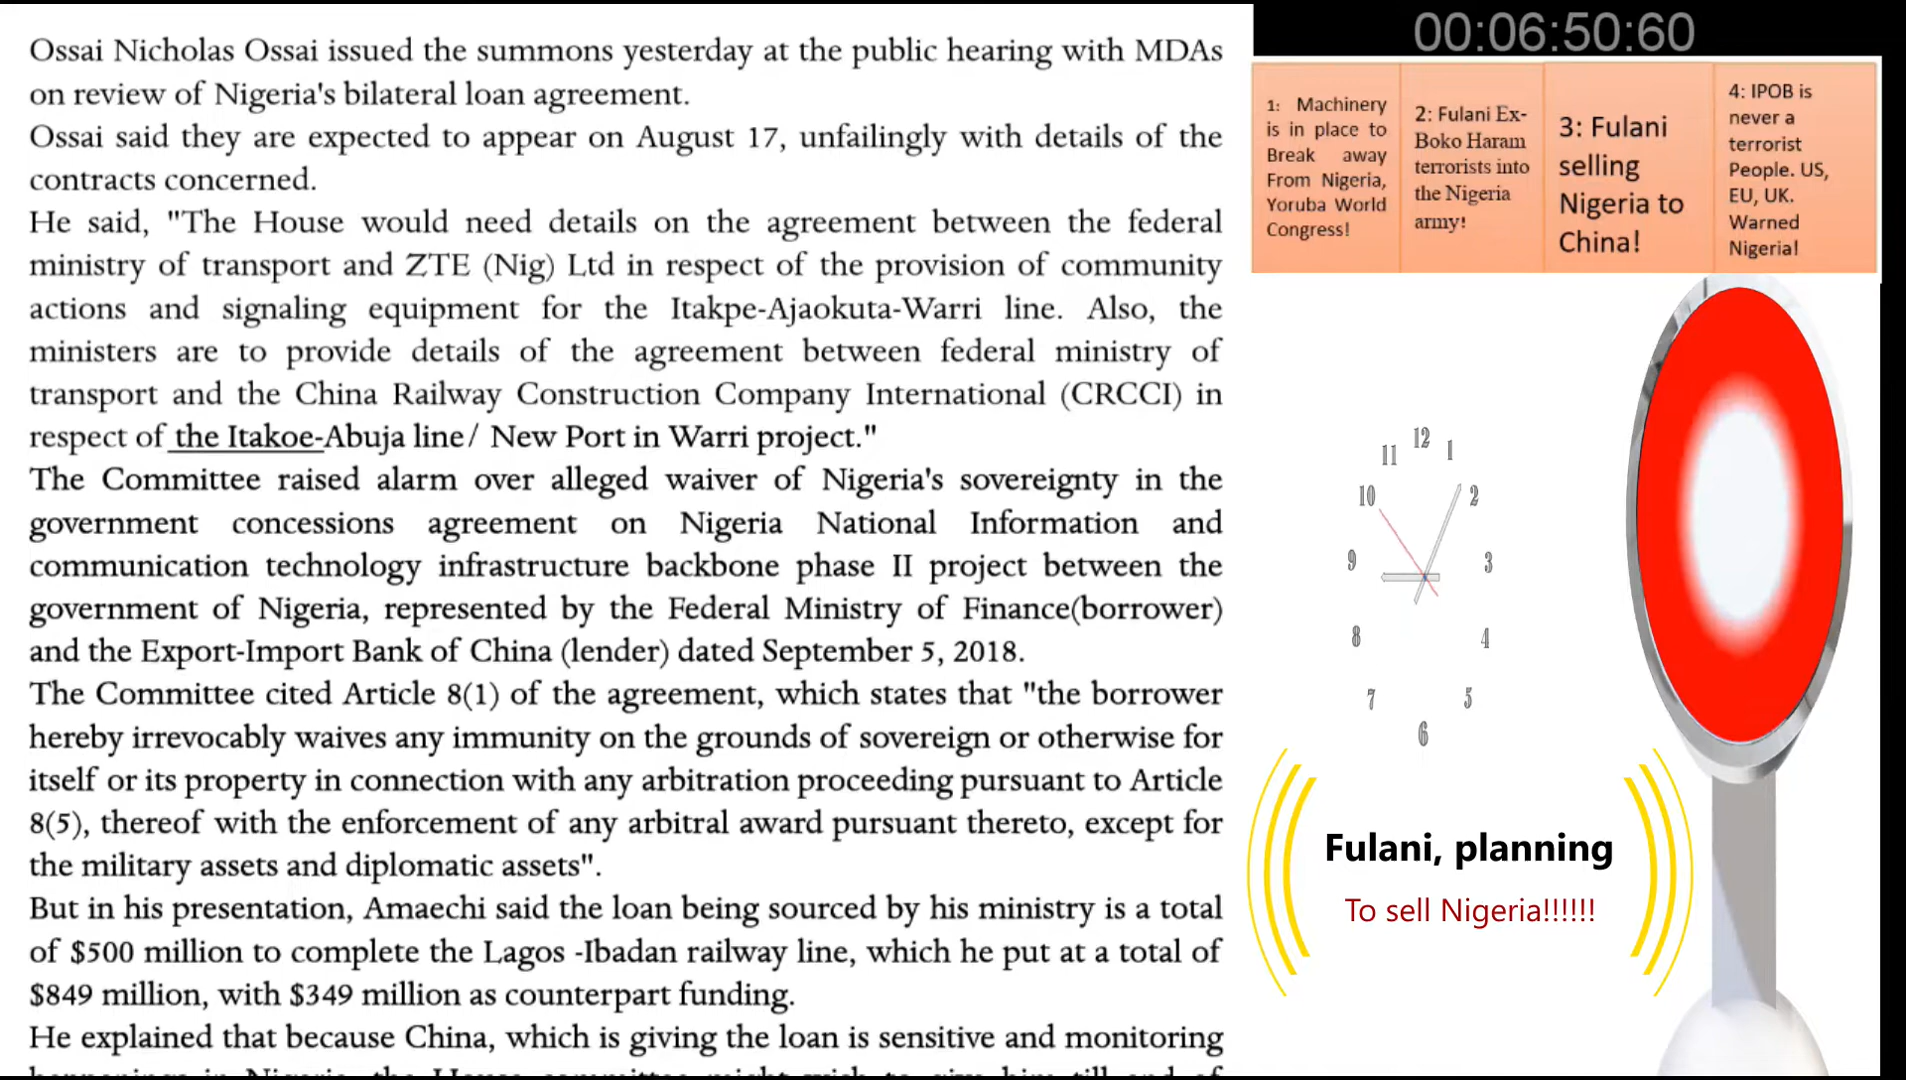 Ossai Nicholas Ossai issued the summons yesterday at the public hearing with MDAs
on review of Nigeria's bilateral loan agreement.
Ossai said they are expected to appear on August 17, unfailingly with details of the
contracts concerned.
He said, "The House would need details on the agreement between the federal
ministry of transport and ZTE (Nig) Ltd in respect of the provision of community
actions and signaling equipment for the Itakpe-Ajaokuta-Warri line. Also, the
ministers are to provide details of the agreement between federal ministry of
transport and the China Railway Construction Company International (CRCCI) in
respect of the Itakoe-Abuja line/ New Port in Warri project."
The Committee raised alarm over alleged waiver of Nigeria's sovereignty in the
government concessions agreement on Nigeria National Information and
communication technology infrastructure backbone phase II project between the
government of Nigeria, represented by the Federal Ministry of Finance(borrower)
and the Export-Import Bank of China (lender) dated September 5, 2018.
The Committee cited Article 8(1) of the agreement, which states that "the borrower
hereby irrevocably waives any immunity on the grounds of sovereign or otherwise for
itself or its property in connection with any arbitration proceeding pursuant to Article
8(5), thereof with the enforcement of any arbitral award pursuant thereto, except for
the military assets and diplomatic assets".
But in his presentation, Amaechi said the loan being sourced by his ministry is a total
of $500 million to complete the Lagos -Ibadan railway line, which he put at a total of
$849 million, with $349 million as counterpart funding.
He explained that because China, which is giving the loan is sensitive and monitoring
00:06:50:60
1: Machinery
is in place to
Break away
From Nigeria,
Yoruba World
Congress!
2: Fulani Ex-
Boko Haram
terrorists into
the Nigeria
army!
3: Fulani
selling
Nigeria to
China!
4: IPOB is
never a
terrorist
People. US,
EU, UK.
Warned
Nigeria!
12
11
1
10
2
9
3
8
4
7
5
6
Fulani, planning
To sell Nigeria!!!!!!